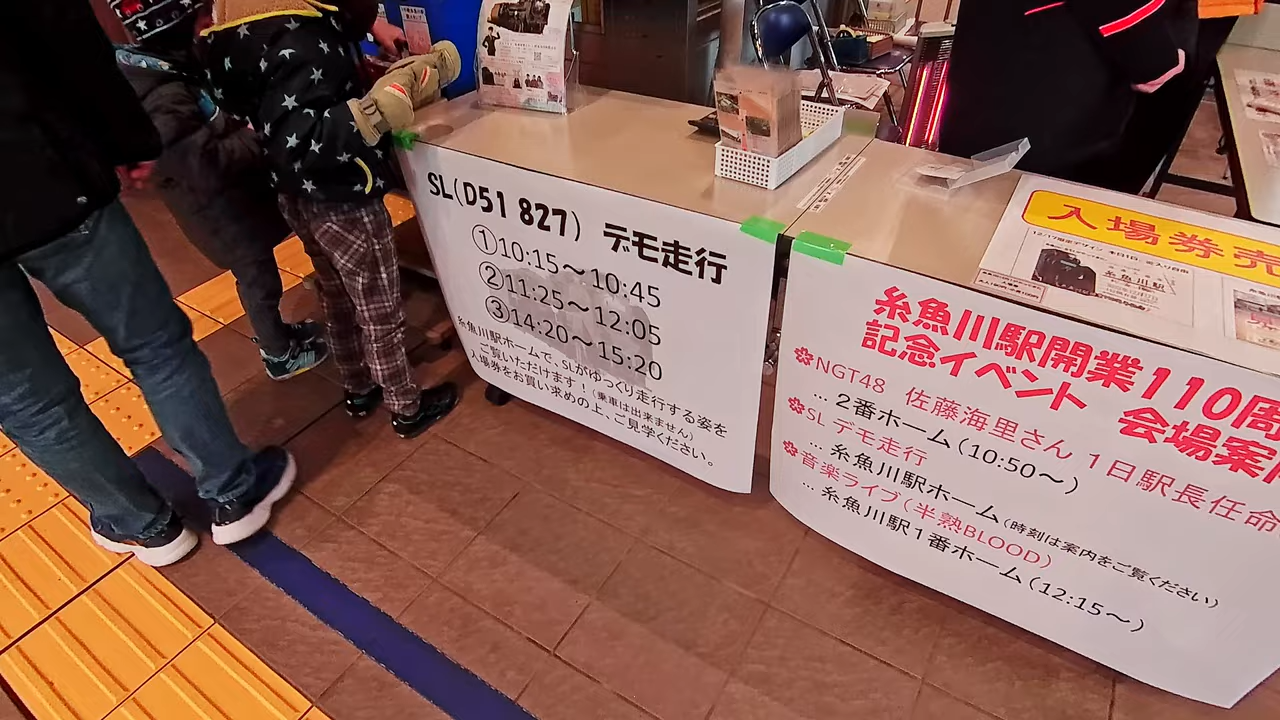 SL(D51 827) デモ走行
①10:15～10:45
②11:25～12:05
③14:20～15:20
糸魚川駅ホームで、SLがゆっくり走行する姿を
ご覧いただけます！(乗車は出来ません)
入場券をお買い求めの上、ご見学ください。
入場券売
糸魚川駅
糸魚川駅開業110周
記念イベント 会場案内
NGT48 佐藤海里さん 1日駅長任命
… 2番ホーム(10:50～)
SL デモ走行
… 糸魚川駅ホーム(時刻は案内をご覧ください)
音楽ライブ(半熟BLOOD)
… 糸魚川駅1番ホーム(12:15～)